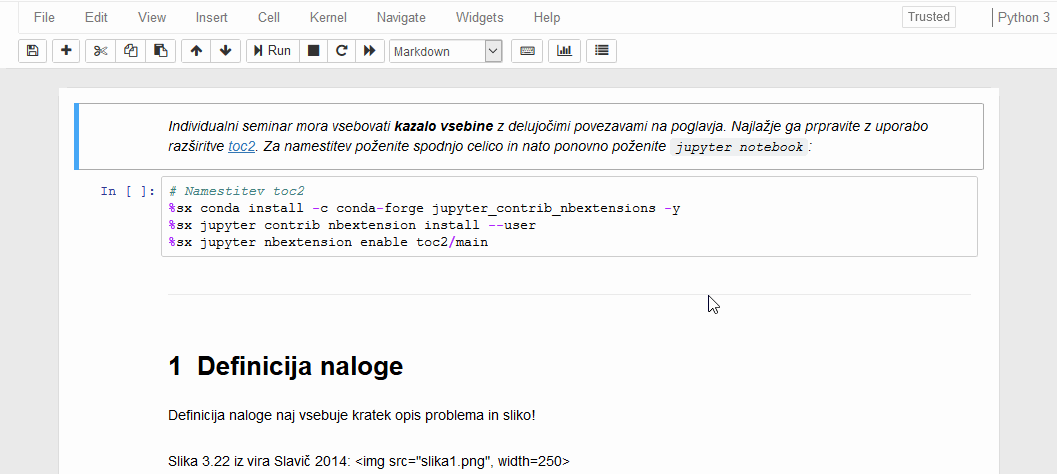 File Edit View Insert Cell Kernel Navigate Widgets Help Trusted Python 3
Run Markdown
Individualni seminar mora vsebovati kazalo vsebine z delujočimi povezavami na poglavja. Najlažje ga prpravite z uporabo
razširitve toc2. Za namestitev poženite spodnjo celico in nato ponovno poženite jupyter notebook:
In [ ]: # Namestitev toc2
%sx conda install -c conda-forge jupyter_contrib_nbextensions -y
%sx jupyter contrib nbextension install --user
%sx jupyter nbextension enable toc2/main
1 Definicija naloge
Definicija naloge naj vsebuje kratek opis problema in sliko!
Slika 3.22 iz vira Slavič 2014: <img src="slika1.png", width=250>